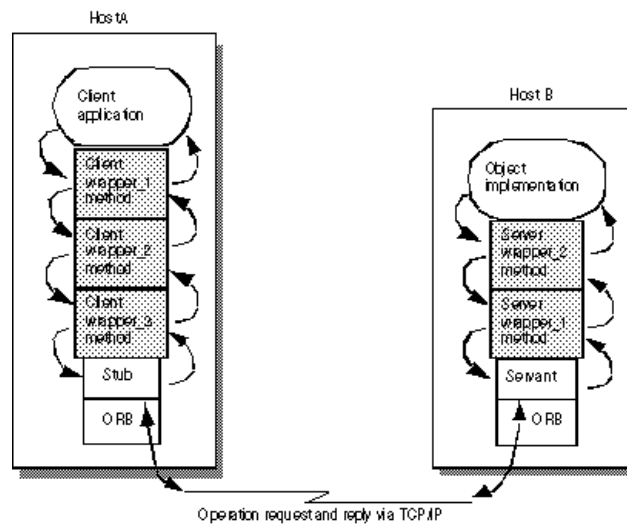 HostA
Client
application
Client
wrapper_1
method
Client
wrapper_2
method
Client
wrapper_3
method
Stub
ORB
Host B
Object
implementation
Server
wrapper_2
method
Server
wrapper_1
method
Servant
ORB
Operation request and reply via TCP/IP